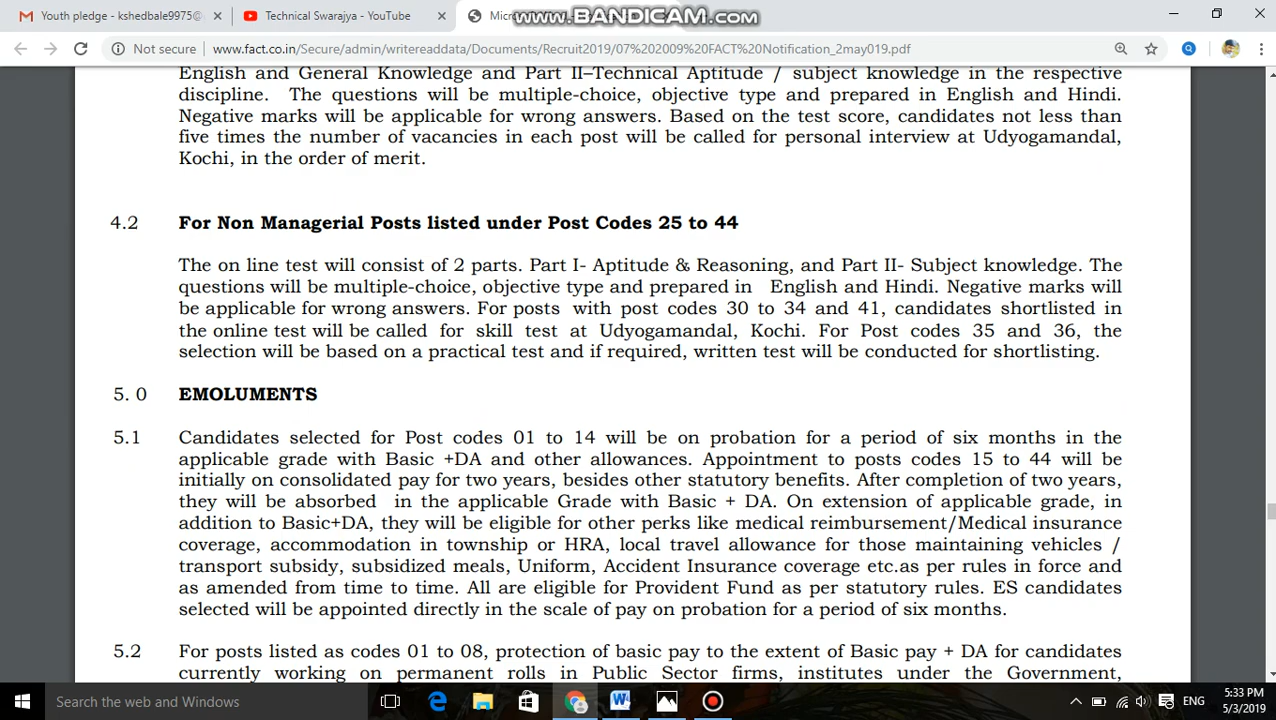 Youth pledge - kshedbale9975@
Technical Swarajya - YouTube
Micro
www.BANDICAM.com
Not secure
www.fact.co.in/Secure/admin/writereaddata/Documents/Recruit2019/07%202009%20FACT%20Notification_2may019.pdf
English and General Knowledge and Part II–Technical Aptitude / subject knowledge in the respective
discipline. The questions will be multiple-choice, objective type and prepared in English and Hindi.
Negative marks will be applicable for wrong answers. Based on the test score, candidates not less than
five times the number of vacancies in each post will be called for personal interview at Udyogamandal,
Kochi, in the order of merit.
4.2 For Non Managerial Posts listed under Post Codes 25 to 44
The on line test will consist of 2 parts. Part I- Aptitude & Reasoning, and Part II- Subject knowledge. The
questions will be multiple-choice, objective type and prepared in English and Hindi. Negative marks will
be applicable for wrong answers. For posts with post codes 30 to 34 and 41, candidates shortlisted in
the online test will be called for skill test at Udyogamandal, Kochi. For Post codes 35 and 36, the
selection will be based on a practical test and if required, written test will be conducted for shortlisting.
5. 0 EMOLUMENTS
5.1 Candidates selected for Post codes 01 to 14 will be on probation for a period of six months in the
applicable grade with Basic +DA and other allowances. Appointment to posts codes 15 to 44 will be
initially on consolidated pay for two years, besides other statutory benefits. After completion of two years,
they will be absorbed in the applicable Grade with Basic + DA. On extension of applicable grade, in
addition to Basic+DA, they will be eligible for other perks like medical reimbursement/Medical insurance
coverage, accommodation in township or HRA, local travel allowance for those maintaining vehicles /
transport subsidy, subsidized meals, Uniform, Accident Insurance coverage etc.as per rules in force and
as amended from time to time. All are eligible for Provident Fund as per statutory rules. ES candidates
selected will be appointed directly in the scale of pay on probation for a period of six months.
5.2 For posts listed as codes 01 to 08, protection of basic pay to the extent of Basic pay + DA for candidates
currently working on permanent rolls in Public Sector firms, institutes under the Government,
Search the web and Windows
ENG
5:33 PM
5/3/2019